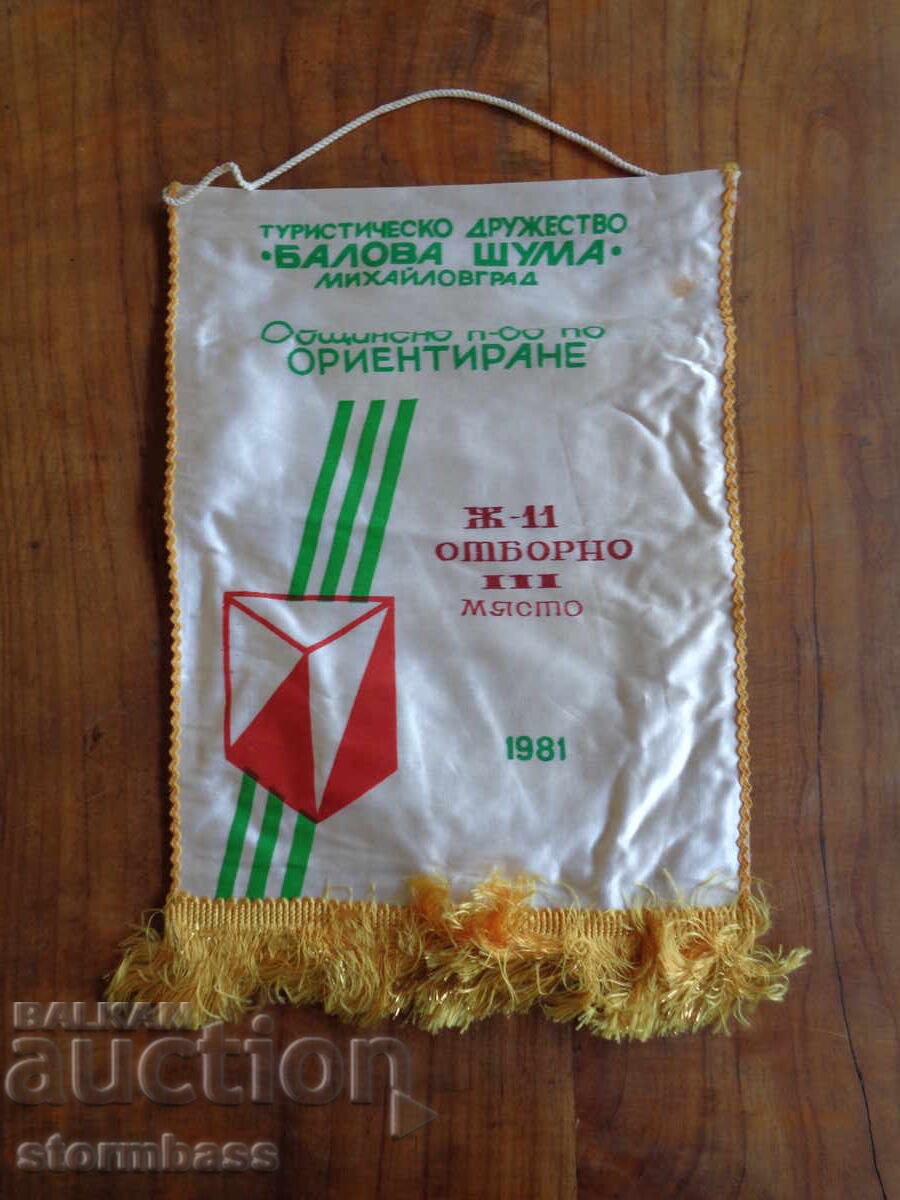 ТУРИСТИЧЕСКО ДРУЖЕСТВО
•БАЛОВА ШУМА•
МИХАЙЛОВГРАД
Общинско п-во по
ОРИЕНТИРАНЕ
Ж-11
ОТБОРНО
III
МЯСТО
1981
BALKAN
auction
stormbass